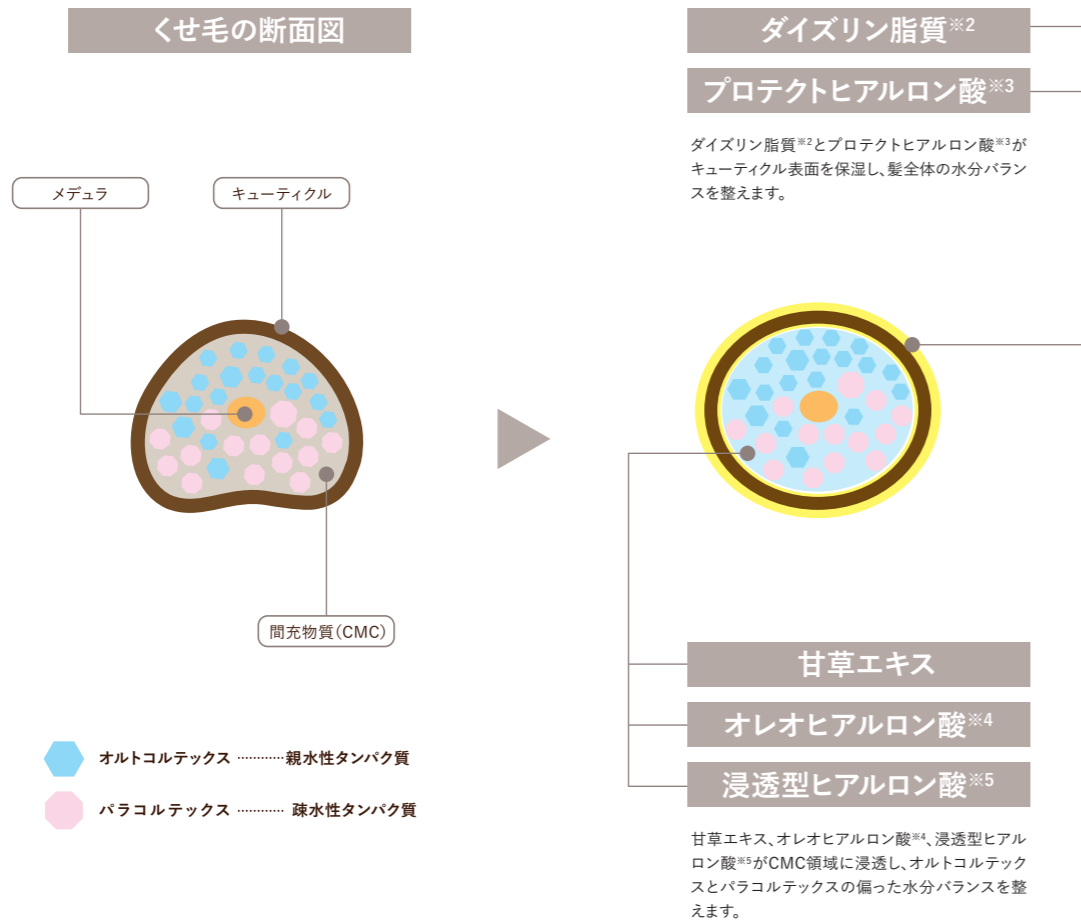 くせ毛の断面図
メデュラ
キューティクル
間充物質（CMC）
オルトコルテックス ………… 親水性タンパク質
パラコルテックス ………… 疎水性タンパク質
ダイズリン脂質※2
プロテクトヒアルロン酸※3
ダイズリン脂質※2とプロテクトヒアルロン酸※3が
キューティクル表面を保湿し、髪全体の水分バラン
スを整えます。
甘草エキス
オレオヒアルロン酸※4
浸透型ヒアルロン酸※5
甘草エキス、オレオヒアルロン酸※4、浸透型ヒアル
ロン酸※5がCMC領域に浸透し、オルトコルテック
スとパラコルテックスの偏った水分バランスを整
えます。